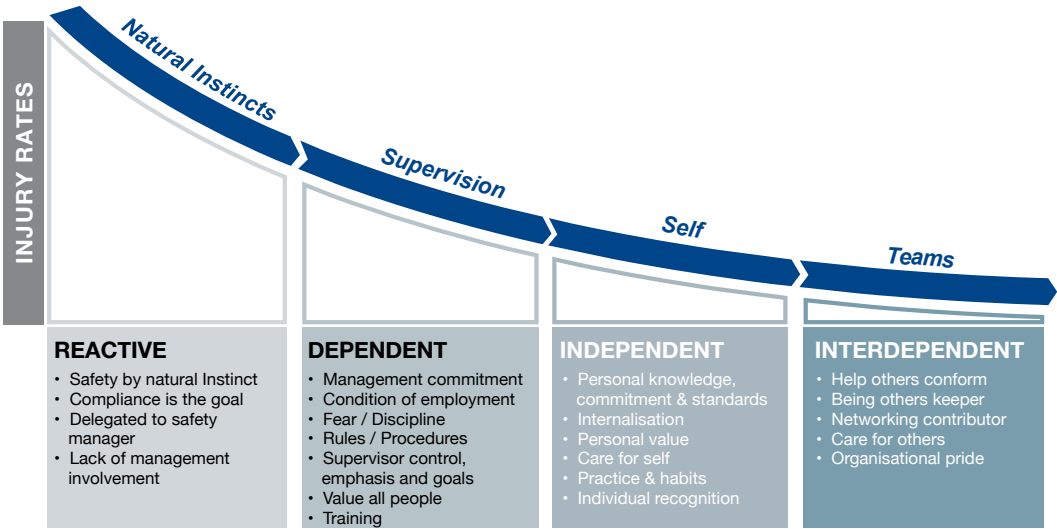 INJURY RATES
Natural Instincts
Supervision
Self
Teams
REACTIVE
• Safety by natural Instinct
• Compliance is the goal
• Delegated to safety
manager
• Lack of management
involvement
DEPENDENT
• Management commitment
• Condition of employment
• Fear / Discipline
• Rules / Procedures
• Supervisor control,
emphasis and goals
• Value all people
• Training
INDEPENDENT
• Personal knowledge,
commitment & standards
• Internalisation
• Personal value
• Care for self
• Practice & habits
• Individual recognition
INTERDEPENDENT
• Help others conform
• Being others keeper
• Networking contributor
• Care for others
• Organisational pride